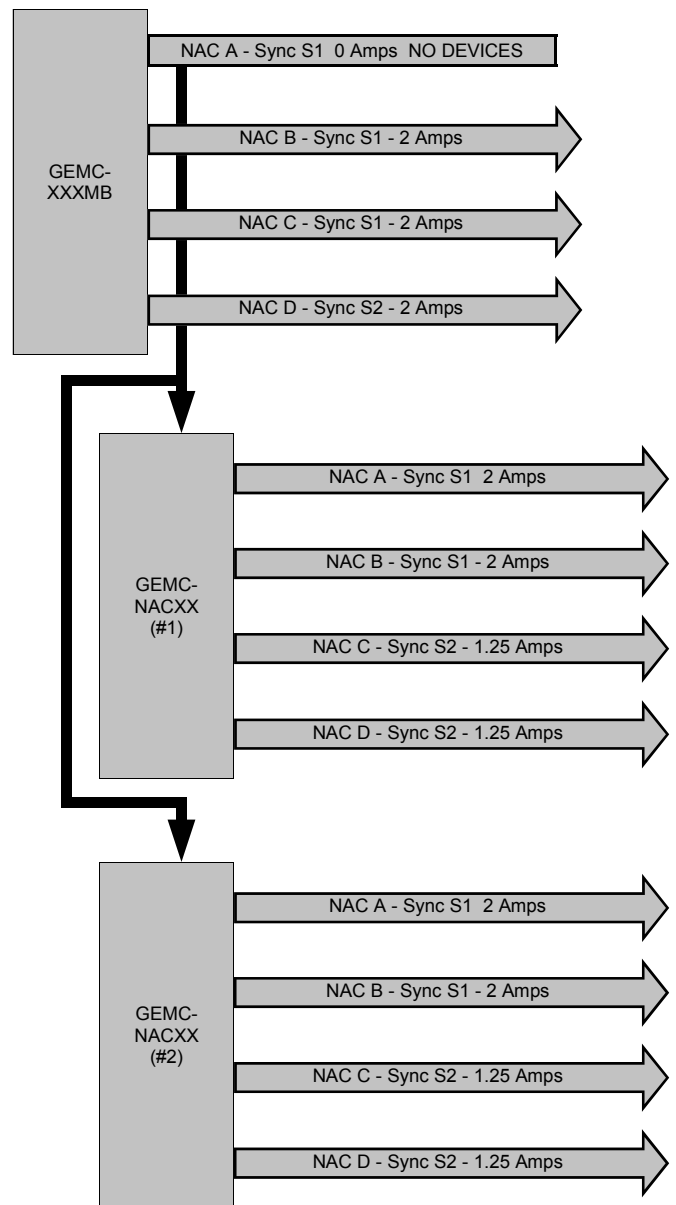 NAC A - Sync S1 0 Amps NO DEVICES
NAC B - Sync S1 - 2 Amps
GEMC-
XXXMB
NAC C - Sync S1 - 2 Amps
NAC D - Sync S2 - 2 Amps
NAC A - Sync S1 2 Amps
NAC B - Sync S1 - 2 Amps
GEMC-
NACXX
(#1)
NAC C - Sync S2 - 1.25 Amps
NAC D - Sync S2 - 1.25 Amps
NAC A - Sync S1 2 Amps
NAC B - Sync S1 - 2 Amps
GEMC-
NACXX
(#2)
NAC C - Sync S2 - 1.25 Amps
NAC D - Sync S2 - 1.25 Amps